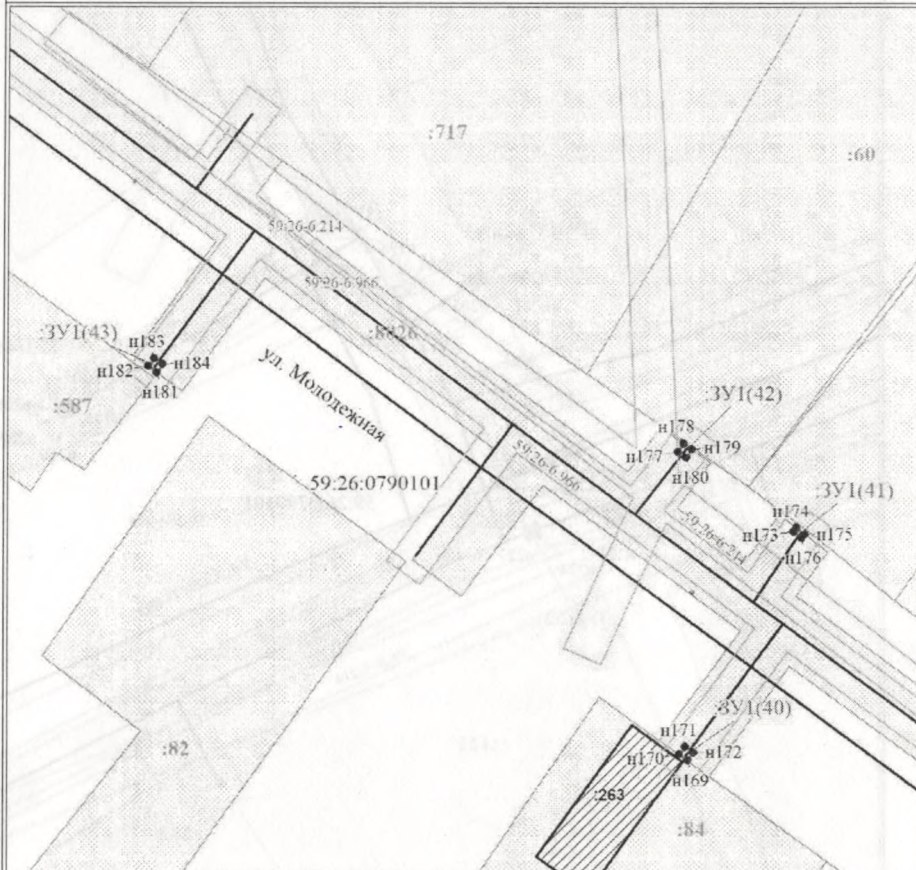 :717
:60
59:26-6.214
59:26-6.966
:ЗУ1(43)
н183
н182
н184
н181
:587
ул. Молодежная
:ЗУ1(42)
н178
н177
н179
н180
59:26-6.966
59:26:0790101
:ЗУ1(41)
н174
н173
н175
н176
59:26-6.214
:ЗУ1(40)
н171
н170
н172
н169
:82
:263
:84